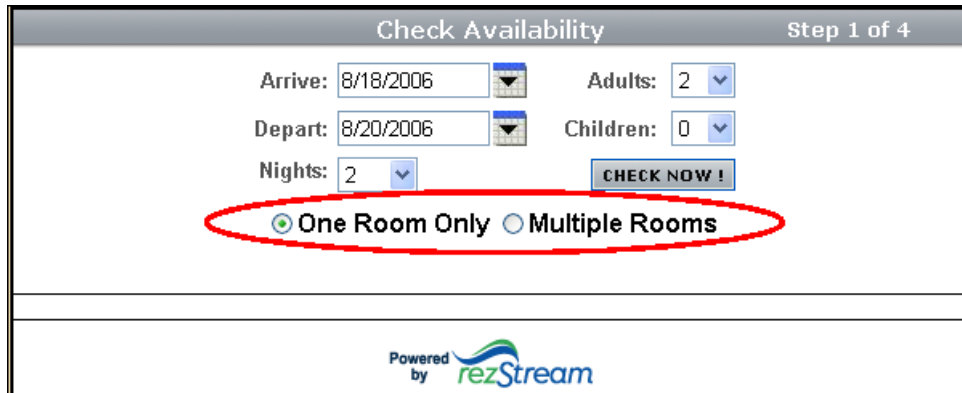 Check Availability Step 1 of 4
Arrive: 8/18/2006 Adults: 2
Depart: 8/20/2006 Children: 0
Nights: 2 CHECK NOW !
One Room Only Multiple Rooms
Powered
by rezStream